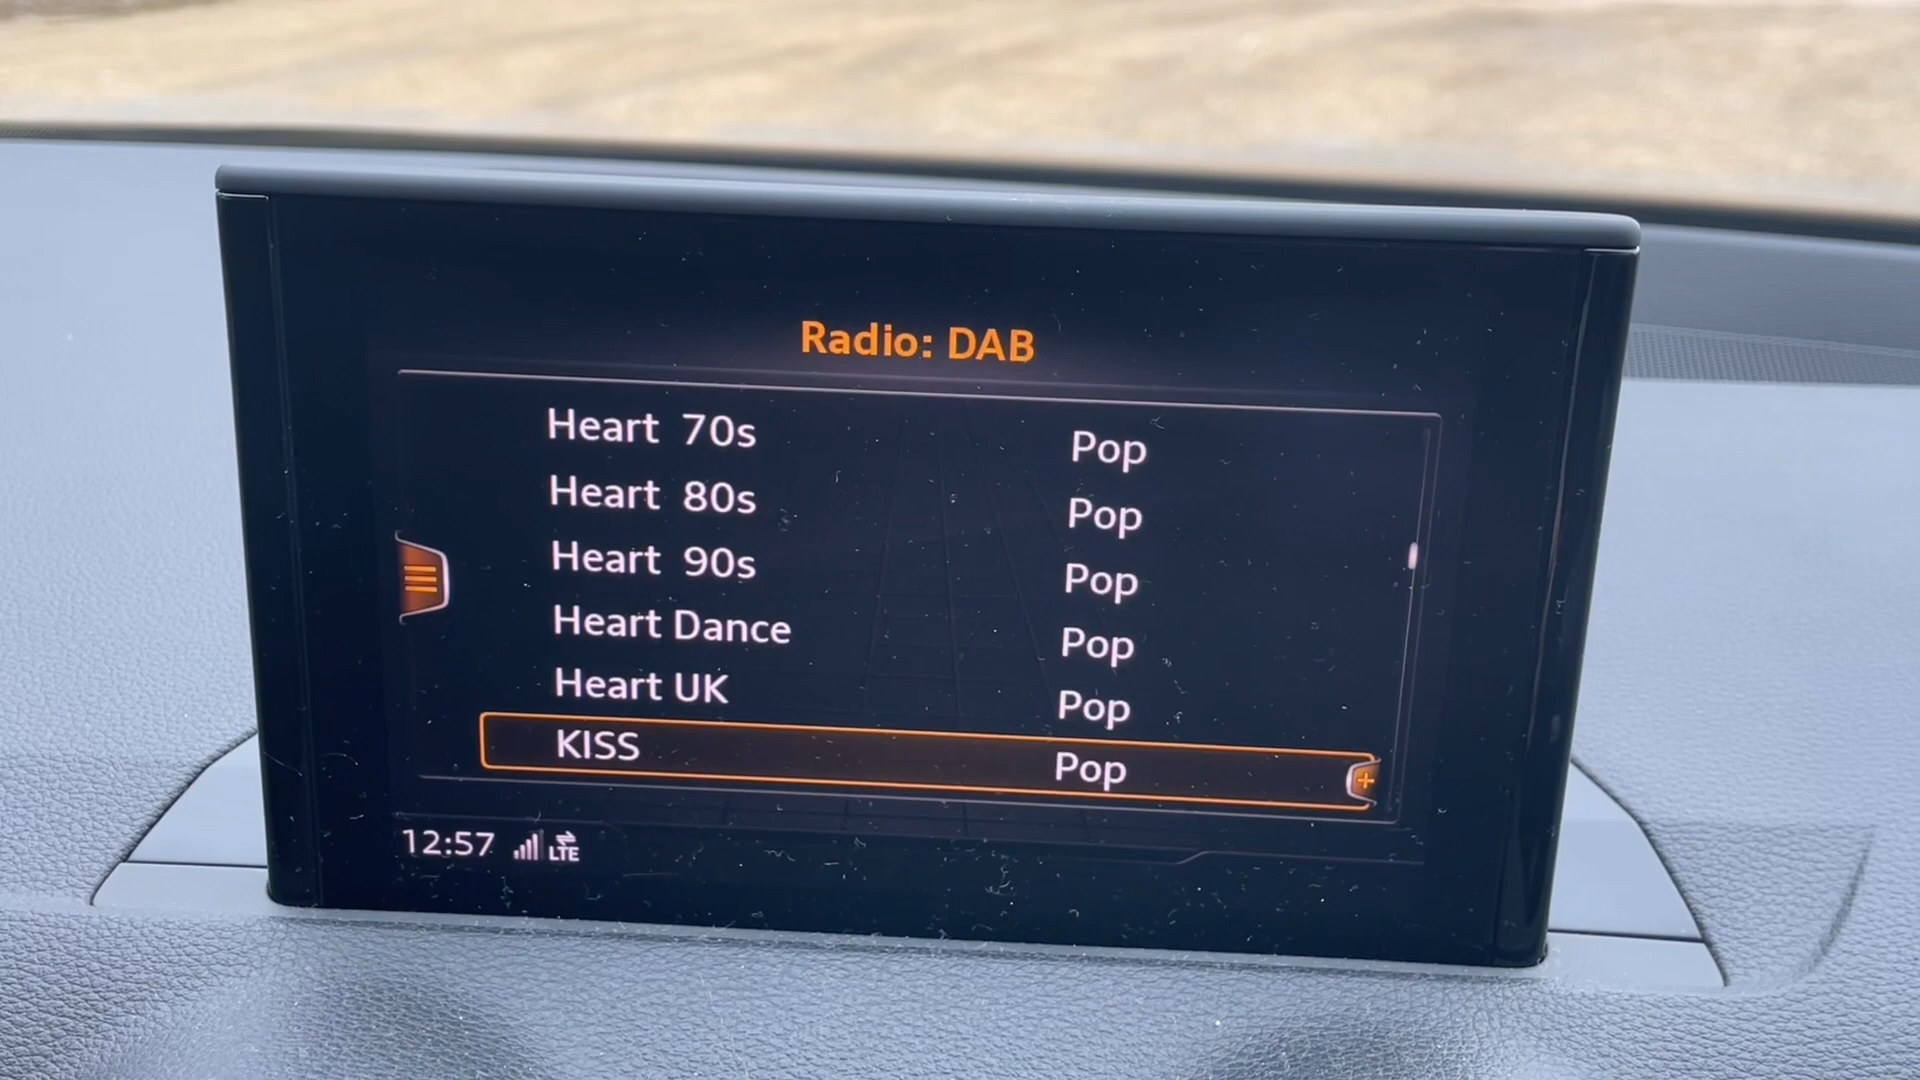 Radio: DAB
Heart 70s Pop
Heart 80s Pop
Heart 90s Pop
Heart Dance Pop
Heart UK Pop
KISS Pop
12:57 LTE